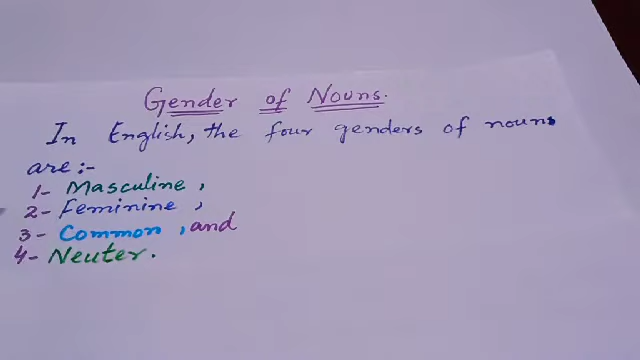 Gender of Nouns.
In English, the four genders of nouns
are:-
1- Masculine,
2- Feminine,
3- Common, and
4- Neuter.